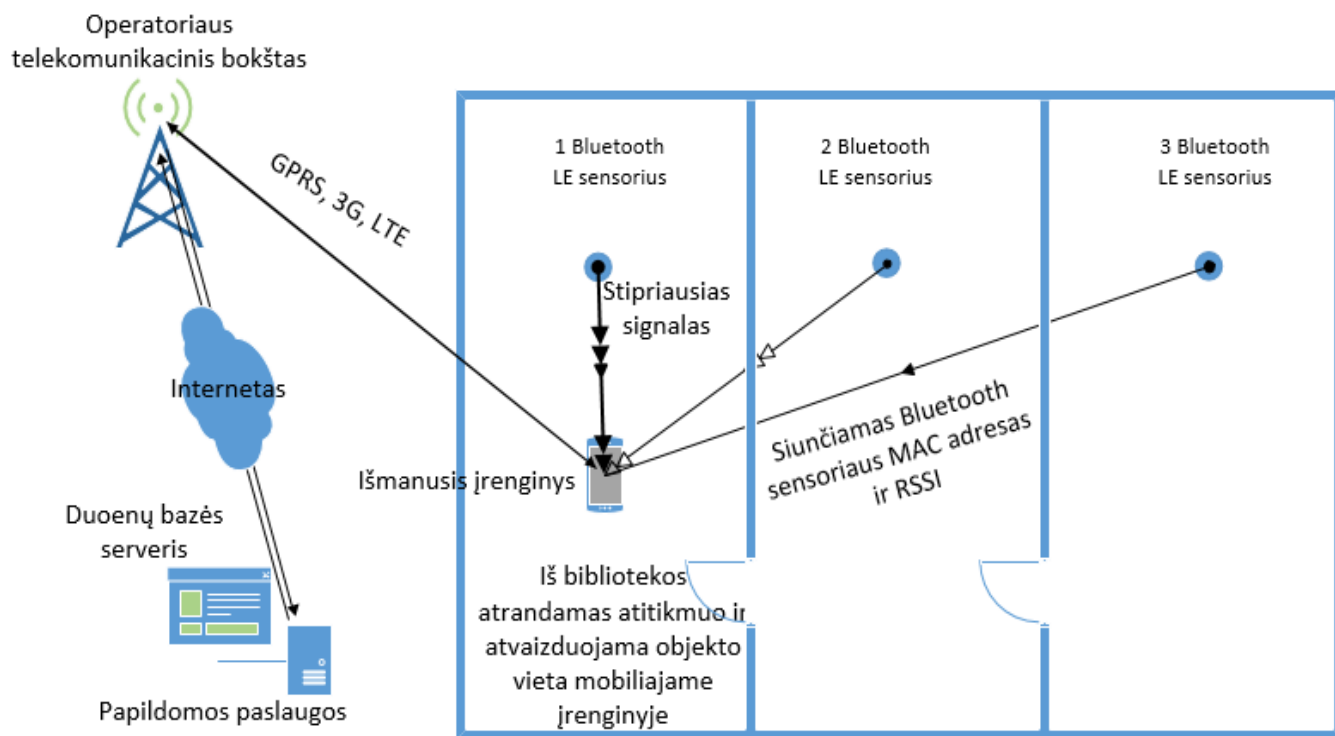 Operatoriaus
telekomunikacinis bokštas
GPRS, 3G, LTE
Internetas
Duoenų bazės
serveris
Papildomos paslaugos
1 Bluetooth
LE sensorius
2 Bluetooth
LE sensorius
3 Bluetooth
LE sensorius
Stipriausias
signalas
Išmanusis įrenginys
Siunčiamas Bluetooth
sensoriaus MAC adresas
ir RSSI
Iš bibliotekos
atrandamas atitikmuo ir
atvaizduojama objekto
vieta mobiliajame
įrenginyje